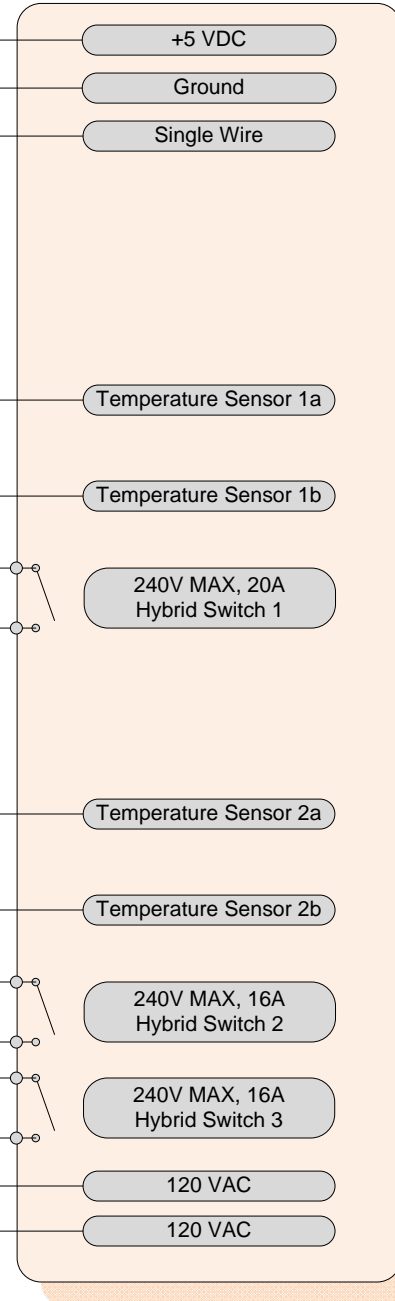 +5 VDC
Ground
Single Wire
Temperature Sensor 1a
Temperature Sensor 1b
240V MAX, 20A
Hybrid Switch 1
Temperature Sensor 2a
Temperature Sensor 2b
240V MAX, 16A
Hybrid Switch 2
240V MAX, 16A
Hybrid Switch 3
120 VAC
120 VAC